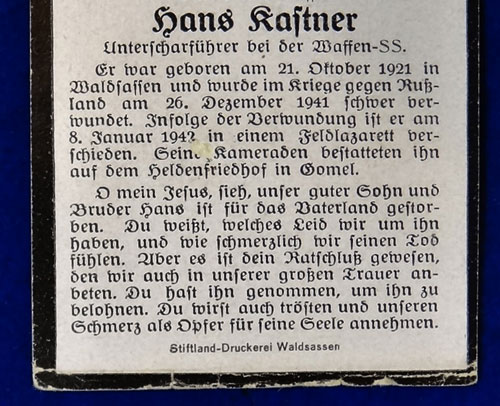 Hans Kastner
Unterscharführer bei der Waffen-SS.
Er war geboren am 21. Oktober 1921 in
Waldsassen und wurde im Kriege gegen Ruß-
land am 26. Dezember 1941 schwer ver-
wundet. Infolge der Verwundung ist er am
8. Januar 1942 in einem Feldlazarett ver-
schieden. Seine Kameraden bestatteten ihn
auf dem Heldenfriedhof in Gomel.
O mein Jesus, sieh, unser guter Sohn und
Bruder Hans ist für das Vaterland gestor-
ben. Du weißt, welches Leid wir um ihn
haben, und wie schmerzlich wir seinen Tod
fühlen. Aber es ist dein Ratschluß gewesen,
den wir auch in unserer großen Trauer an-
beten. Du hast ihn genommen, um ihn zu
belohnen. Du wirst auch trösten und unseren
Schmerz als Opfer für seine Seele annehmen.
Stiftland-Druckerei Waldsassen